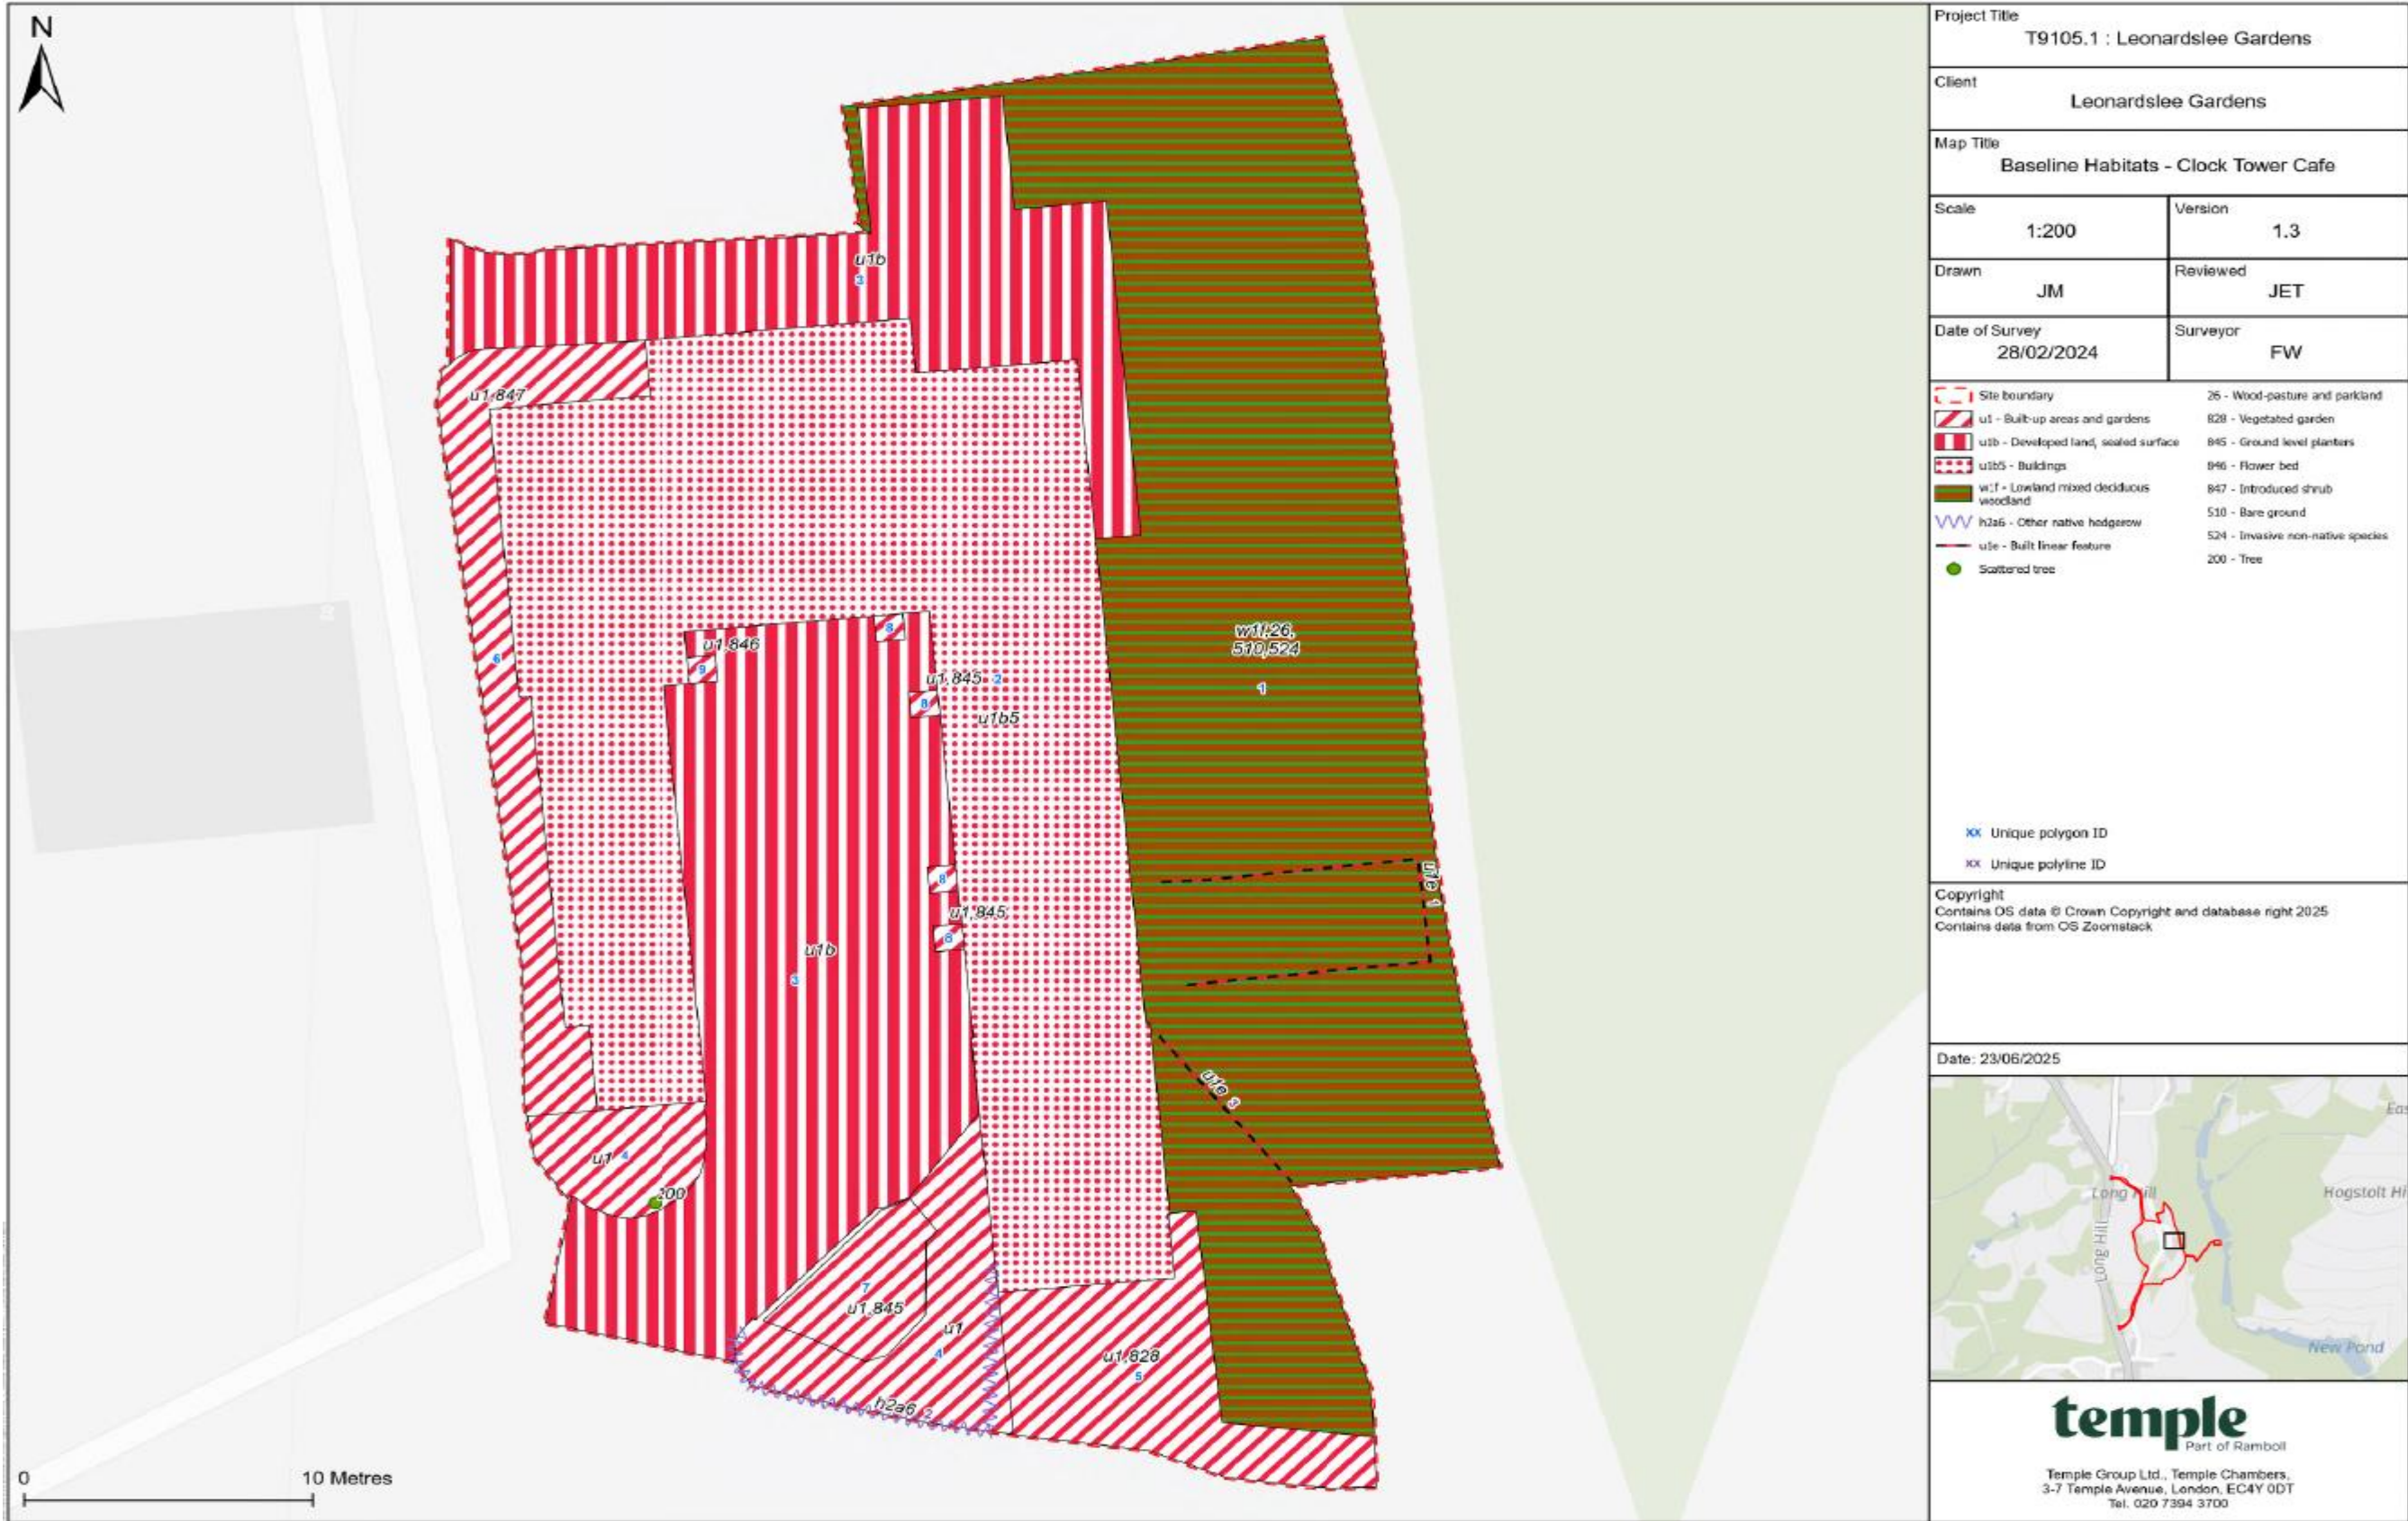 N
u1b
3
u1,847
6
u1,846
9
8
u1,845 2
8
u1b5
w1f,26,
510,524
1
8
u1,845
8
u1b
3
u1e 1
u1e 3
u1 4
200
7
u1,845
u1
4
u1,828
5
h2a6 2
0 10 Metres
Project Title
T9105.1 : Leonardslee Gardens
Client
Leonardslee Gardens
Map Title
Baseline Habitats - Clock Tower Cafe
Scale
1:200
Version
1.3
Drawn
JM
Reviewed
JET
Date of Survey
28/02/2024
Surveyor
FW
Site boundary
u1 - Built-up areas and gardens
u1b - Developed land, sealed surface
u1b5 - Buildings
w1f - Lowland mixed deciduous
woodland
h2a6 - Other native hedgerow
u1e - Built linear feature
Scattered tree
26 - Wood-pasture and parkland
828 - Vegetated garden
845 - Ground level planters
846 - Flower bed
847 - Introduced shrub
510 - Bare ground
524 - Invasive non-native species
200 - Tree
xx Unique polygon ID
xx Unique polyline ID
Copyright
Contains OS data © Crown Copyright and database right 2025
Contains data from OS Zoomstack
Date: 23/06/2025
Eas
Long Hill
Hogstolt Hi
Long Hill
New Pond
temple
Part of Ramboll
Temple Group Ltd., Temple Chambers,
3-7 Temple Avenue, London, EC4Y 0DT
Tel. 020 7394 3700